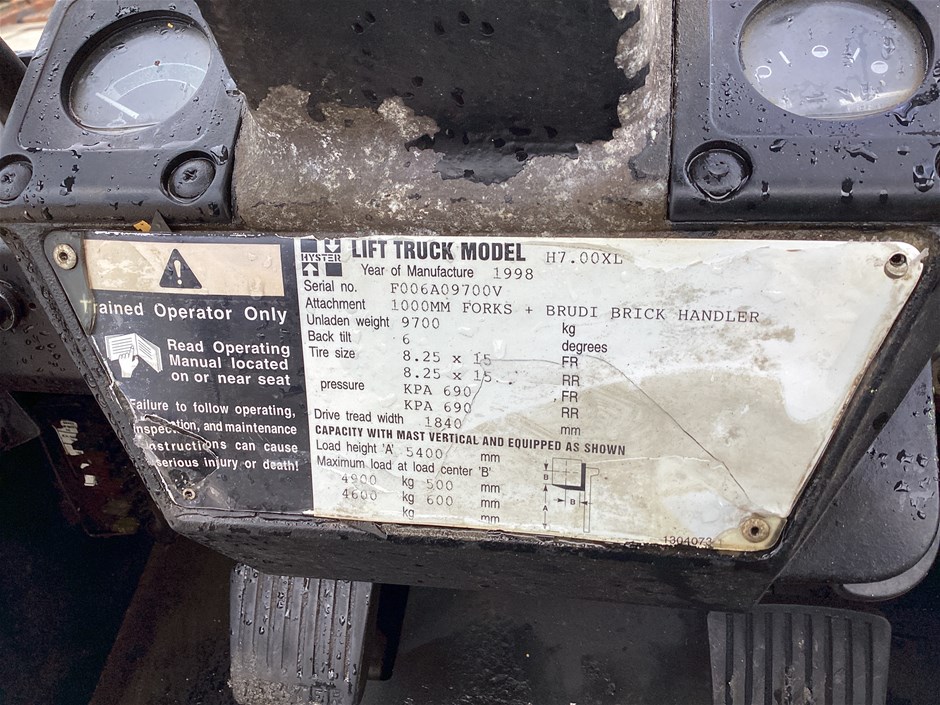 HYSTER
LIFT TRUCK MODEL H7.00XL
Year of Manufacture 1998
Serial no. F006A09700V
Attachment 1000MM FORKS + BRUDI BRICK HANDLER
Unladen weight 9700 kg
Back tilt 6 degrees
Tire size 8.25 x 15 FR
8.25 x 15 RR
pressure KPA 690 FR
KPA 690 RR
Drive tread width 1840 mm
CAPACITY WITH MAST VERTICAL AND EQUIPPED AS SHOWN
Load height 'A' 5400 mm
Maximum load at load center 'B'
4900 kg 500 mm
4600 kg 600 mm
kg mm
B
B
A
1304073
Trained Operator Only
Read Operating
Manual located
on or near seat
Failure to follow operating,
inspection, and maintenance
instructions can cause
serious injury or death!